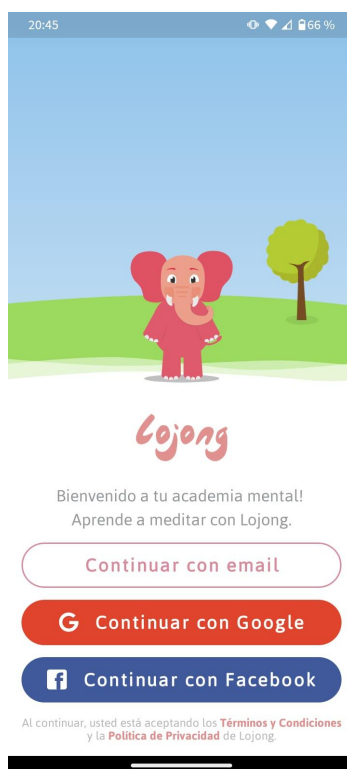 20:45
66 %
Lojong
Bienvenido a tu academia mental!
Aprende a meditar con Lojong.
Continuar con email
G Continuar con Google
f Continuar con Facebook
Al continuar, usted está aceptando los Términos y Condiciones
y la Política de Privacidad de Lojong.